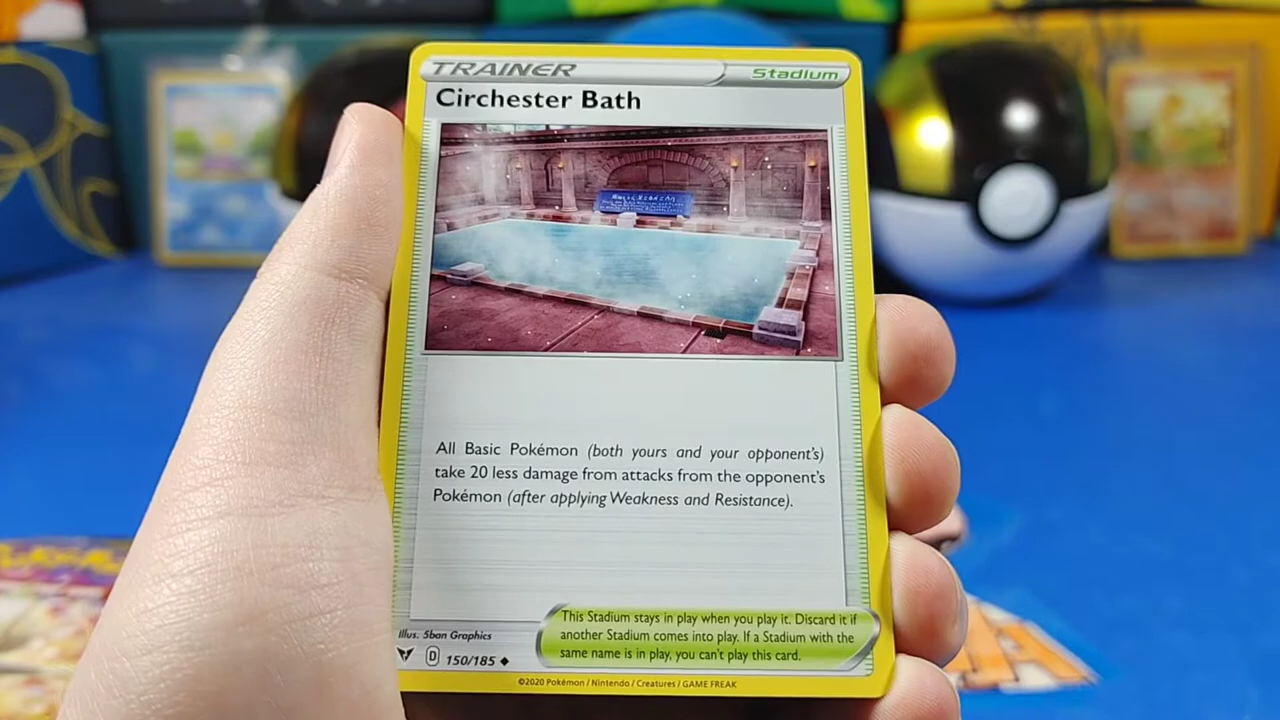 TRAINER
Stadium
Circhester Bath
All Basic Pokémon (both yours and your opponent's)
take 20 less damage from attacks from the opponent's
Pokémon (after applying Weakness and Resistance).
This Stadium stays in play when you play it. Discard it if
another Stadium comes into play. If a Stadium with the
same name is in play, you can't play this card.
Illus. 5ban Graphics
D 150/185
©2020 Pokémon / Nintendo / Creatures / GAME FREAK